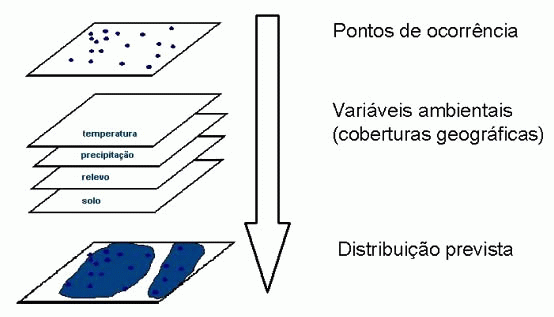 Pontos de ocorrência
Variáveis ambientais
(coberturas geográficas)
temperatura
precipitação
relevo
solo
Distribuição prevista